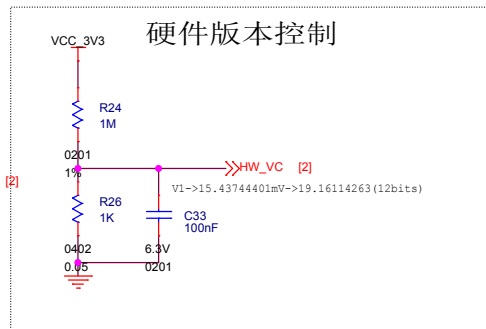 硬件版本控制
VCC_3V3
R24
1M
0201
1%
[2]
HW_VC [2]
V1->15.43744401mV->19.16114263(12bits)
R26
1K
C33
100nF
0402
0.05
6.3V
0201